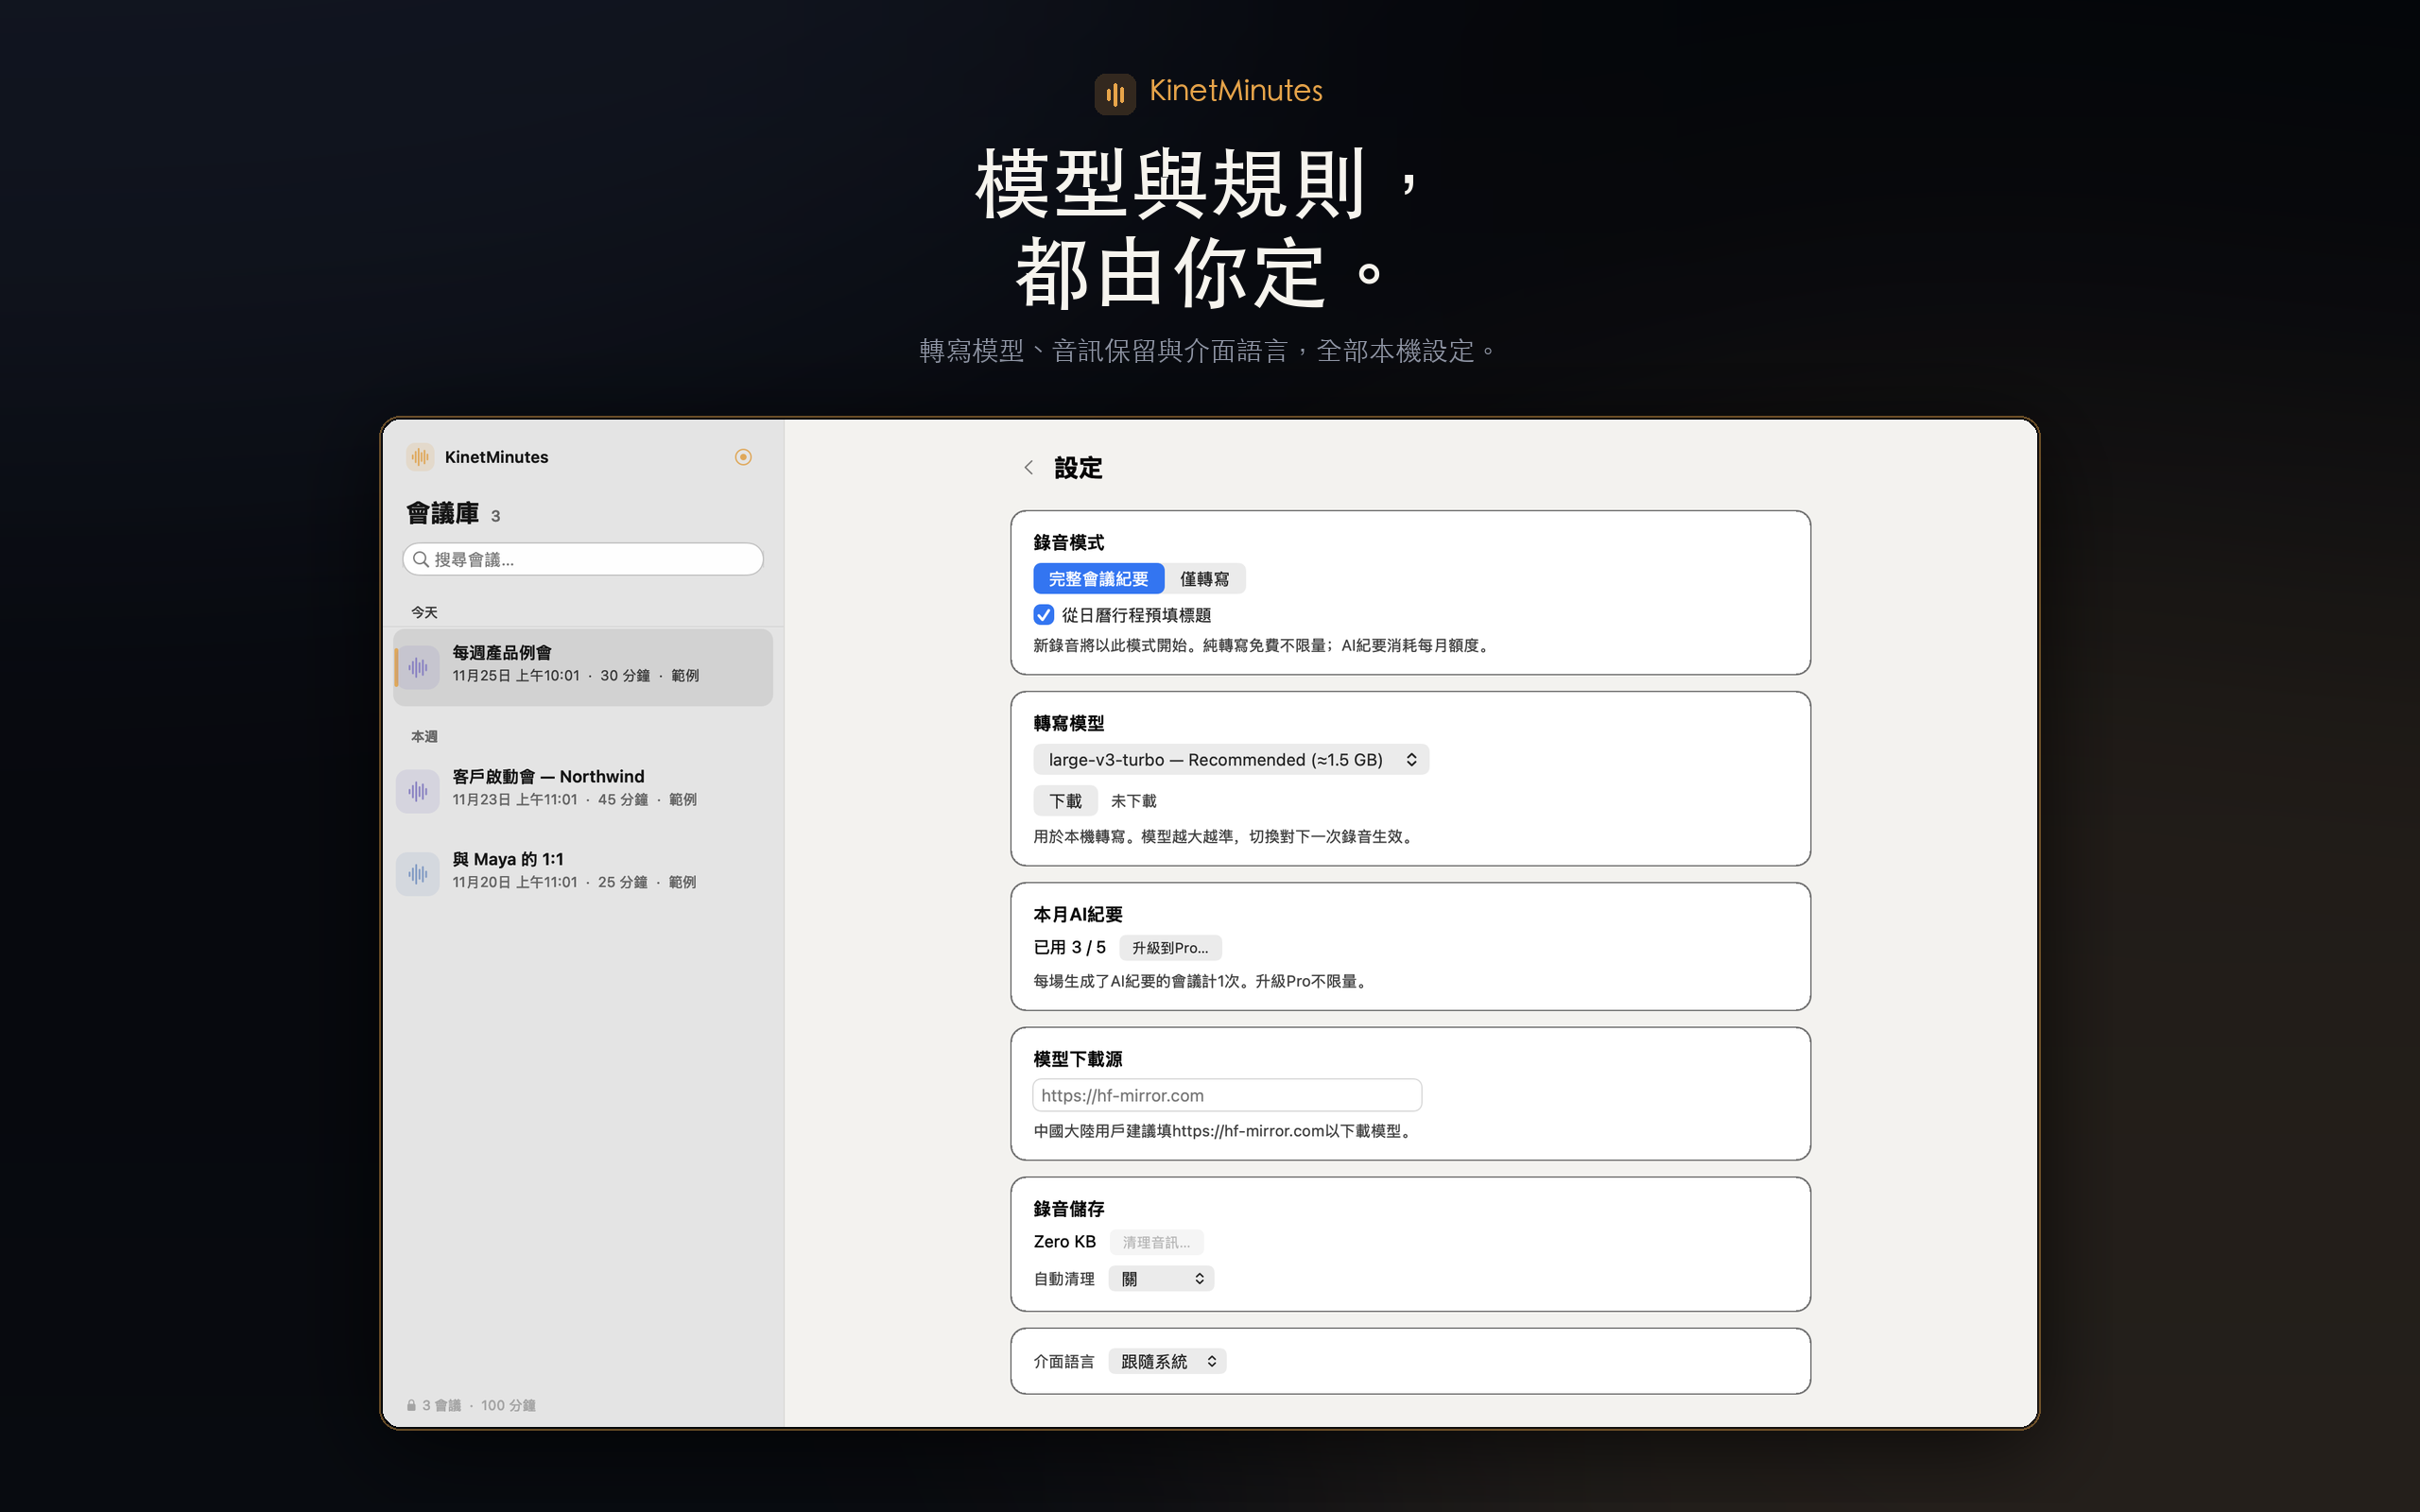 KinetMinutes
模型與規則，
都由你定。
轉寫模型、音訊保留與介面語言，全部本機設定。
KinetMinutes
會議庫 3
搜尋會議...
今天
每週產品例會
11月25日 上午10:01 · 30 分鐘 · 範例
本週
客戶啟動會 — Northwind
11月23日 上午11:01 · 45 分鐘 · 範例
與 Maya 的 1:1
11月20日 上午11:01 · 25 分鐘 · 範例
3 會議 · 100 分鐘
設定
錄音模式
完整會議紀要 僅轉寫
從日曆行程預填標題
新錄音將以此模式開始。純轉寫免費不限量；AI紀要消耗每月額度。
轉寫模型
large-v3-turbo — Recommended (≈1.5 GB)
下載 未下載
用於本機轉寫。模型越大越準，切換對下一次錄音生效。
本月AI紀要
已用 3 / 5 升級到Pro...
每場生成了AI紀要的會議計1次。升級Pro不限量。
模型下載源
https://hf-mirror.com
中國大陸用戶建議填https://hf-mirror.com以下載模型。
錄音儲存
Zero KB 清理音訊...
自動清理 關
介面語言 跟隨系統